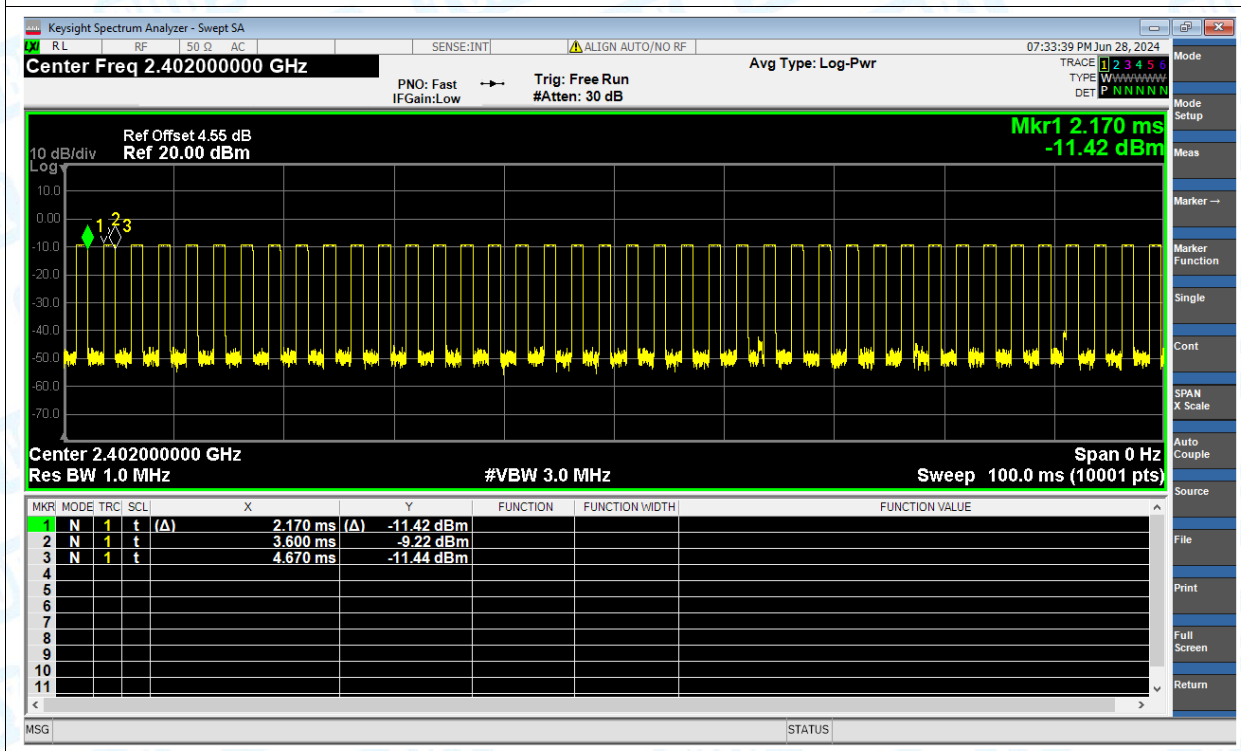 Keysight Spectrum Analyzer - Swept SA
LXI RL RF 50 Ω AC SENSE:INT ALIGN AUTO/NO RF 07:33:39 PM Jun 28, 2024
Center Freq 2.402000000 GHz
PNO: Fast
IFGain:Low
Trig: Free Run
#Atten: 30 dB
Avg Type: Log-Pwr
TRACE 1 2 3 4 5 6
TYPE W W W W W W
DET P N N N N N
Mkr1 2.170 ms
-11.42 dBm
Ref Offset 4.55 dB
10 dB/div Ref 20.00 dBm
Log
10.0
0.00
-10.0
-20.0
-30.0
-40.0
-50.0
-60.0
-70.0
1 2 3
Center 2.402000000 GHz Span 0 Hz
Res BW 1.0 MHz #VBW 3.0 MHz Sweep 100.0 ms (10001 pts)
MKR MODE TRC SCL X Y FUNCTION FUNCTION WIDTH FUNCTION VALUE
1 N 1 t (Δ) 2.170 ms (Δ) -11.42 dBm
2 N 1 t 3.600 ms -9.22 dBm
3 N 1 t 4.670 ms -11.44 dBm
4
5
6
7
8
9
10
11
MSG STATUS
Mode
Mode
Setup
Meas
Marker →
Marker
Function
Single
Cont
SPAN
X Scale
Auto
Couple
Source
File
Print
Full
Screen
Return